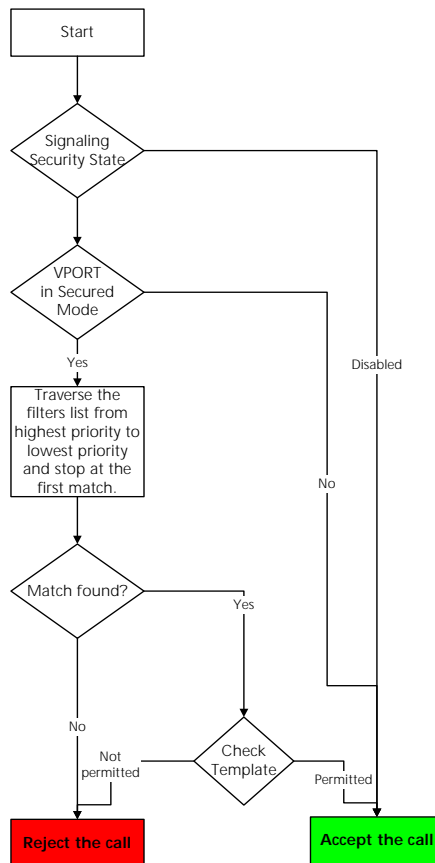 Start
Signaling
Security State
VPORT
in Secured
Mode
Yes
Disabled
Traverse the
filters list from
highest priority to
lowest priority
and stop at the
first match.
No
Match found?
Yes
No
Not
permitted
Check
Template
Permitted
Reject the call
Accept the call